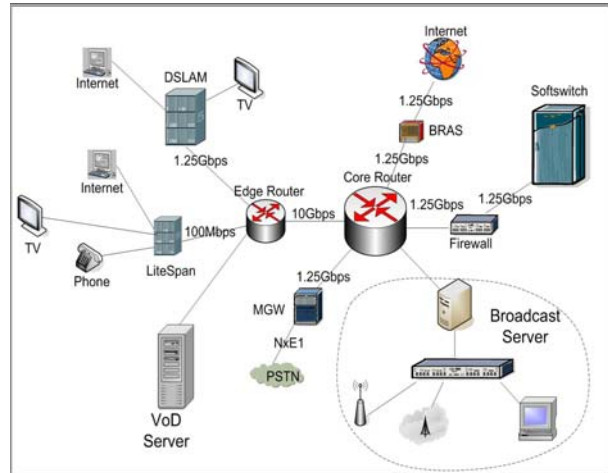 Internet
DSLAM
TV
Internet
1.25Gbps
BRAS
Softswitch
Internet
1.25Gbps
1.25Gbps
Edge Router
Core Router
1.25Gbps
1.25Gbps
10Gbps
100Mbps
Firewall
TV
Phone
LiteSpan
1.25Gbps
MGW
NxE1
PSTN
VoD
Server
Broadcast
Server